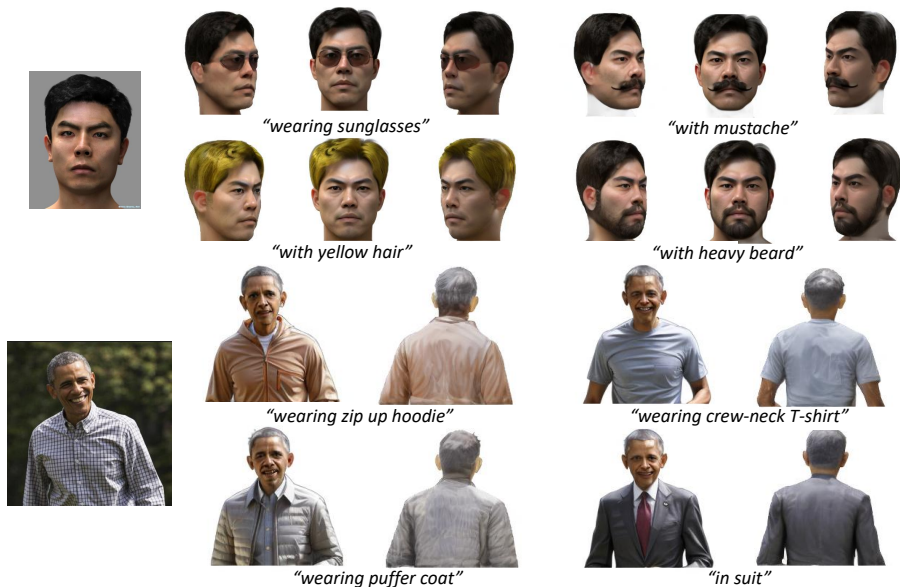 "wearing sunglasses"
"with mustache"
"with yellow hair"
"with heavy beard"
"wearing zip up hoodie"
"wearing crew-neck T-shirt"
"wearing puffer coat"
"in suit"